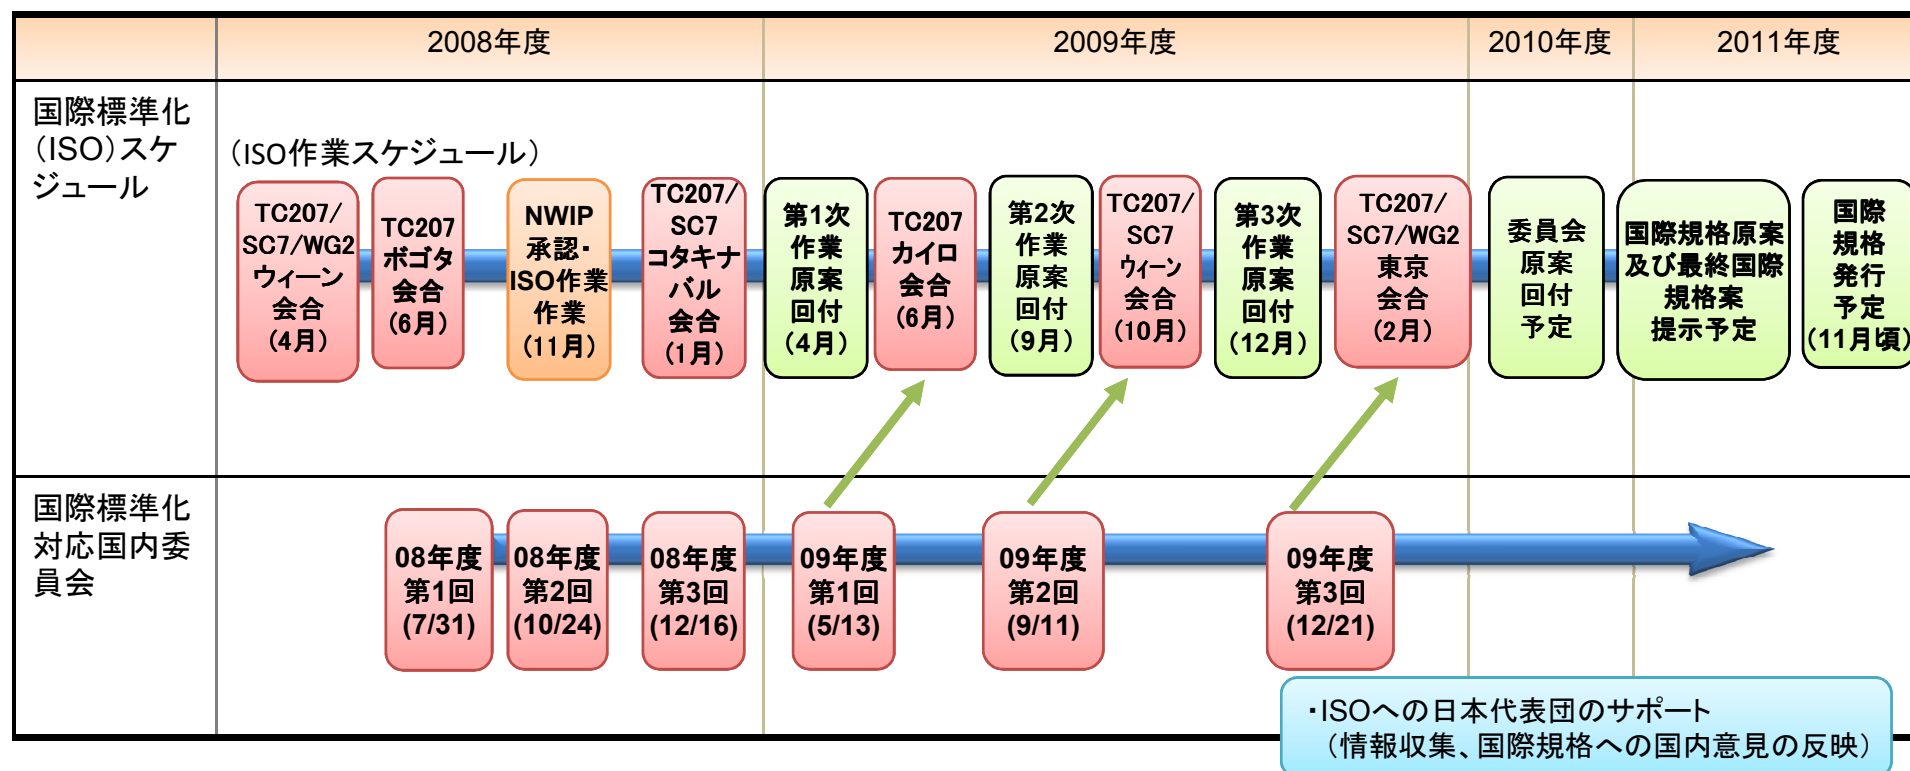 2008年度
2009年度
2010年度
2011年度
国際標準化
(ISO)スケ
ジュール
(ISO作業スケジュール)
TC207/
SC7/WG2
ウィーン
会合
(4月)
TC207
ボゴタ
会合
(6月)
NWIP
承認・
ISO作業
作業
(11月)
TC207/
SC7
コタキナ
バル
会合
(1月)
第1次
作業
原案
回付
(4月)
TC207
カイロ
会合
(6月)
第2次
作業
原案
回付
(9月)
TC207/
SC7
ウィーン
会合
(10月)
第3次
作業
原案
回付
(12月)
TC207/
SC7/WG2
東京
会合
(2月)
委員会
原案
回付
予定
国際規格原案
及び最終国際
規格案
提示予定
国際
規格
発行
予定
(11月頃)
国際標準化
対応国内委
員会
08年度
第1回
(7/31)
08年度
第2回
(10/24)
08年度
第3回
(12/16)
09年度
第1回
(5/13)
09年度
第2回
(9/11)
09年度
第3回
(12/21)
・ISOへの日本代表団のサポート
(情報収集、国際規格への国内意見の反映)